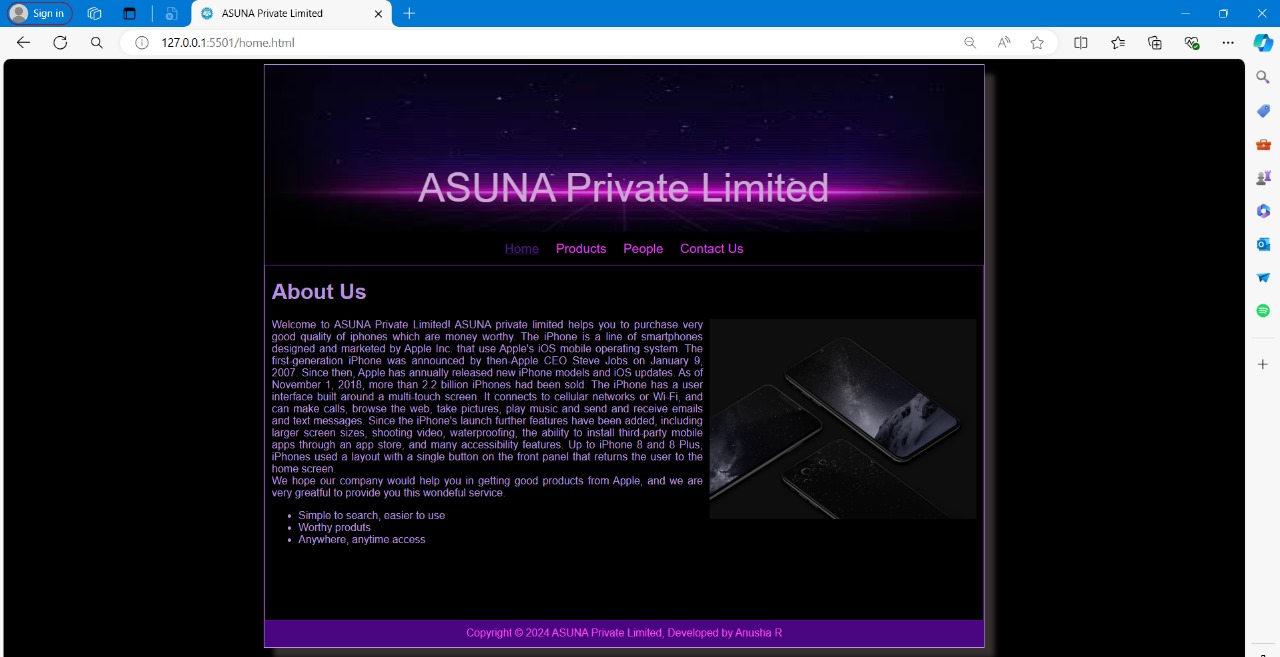 Sign in
ASUNA Private Limited
127.0.0.1:5501/home.html
ASUNA Private Limited
Home Products People Contact Us
About Us
Welcome to ASUNA Private Limited! ASUNA private limited helps you to purchase very
good quality of iphones which are money worthy. The iPhone is a line of smartphones
designed and marketed by Apple Inc. that use Apple's iOS mobile operating system. The
first-generation iPhone was announced by then-Apple CEO Steve Jobs on January 9,
2007. Since then, Apple has annually released new iPhone models and iOS updates. As of
November 1, 2018, more than 2.2 billion iPhones had been sold. The iPhone has a user
interface built around a multi-touch screen. It connects to cellular networks or Wi-Fi, and
can make calls, browse the web, take pictures, play music and send and receive emails
and text messages. Since the iPhone's launch further features have been added, including
larger screen sizes, shooting video, waterproofing, the ability to install third-party mobile
apps through an app store, and many accessibility features. Up to iPhone 8 and 8 Plus,
iPhones used a layout with a single button on the front panel that returns the user to the
home screen.
We hope our company would help you in getting good products from Apple, and we are
very greatful to provide you this wondeful service.
• Simple to search, easier to use
• Worthy produts
• Anywhere, anytime access
Copyright © 2024 ASUNA Private Limited, Developed by Anusha R